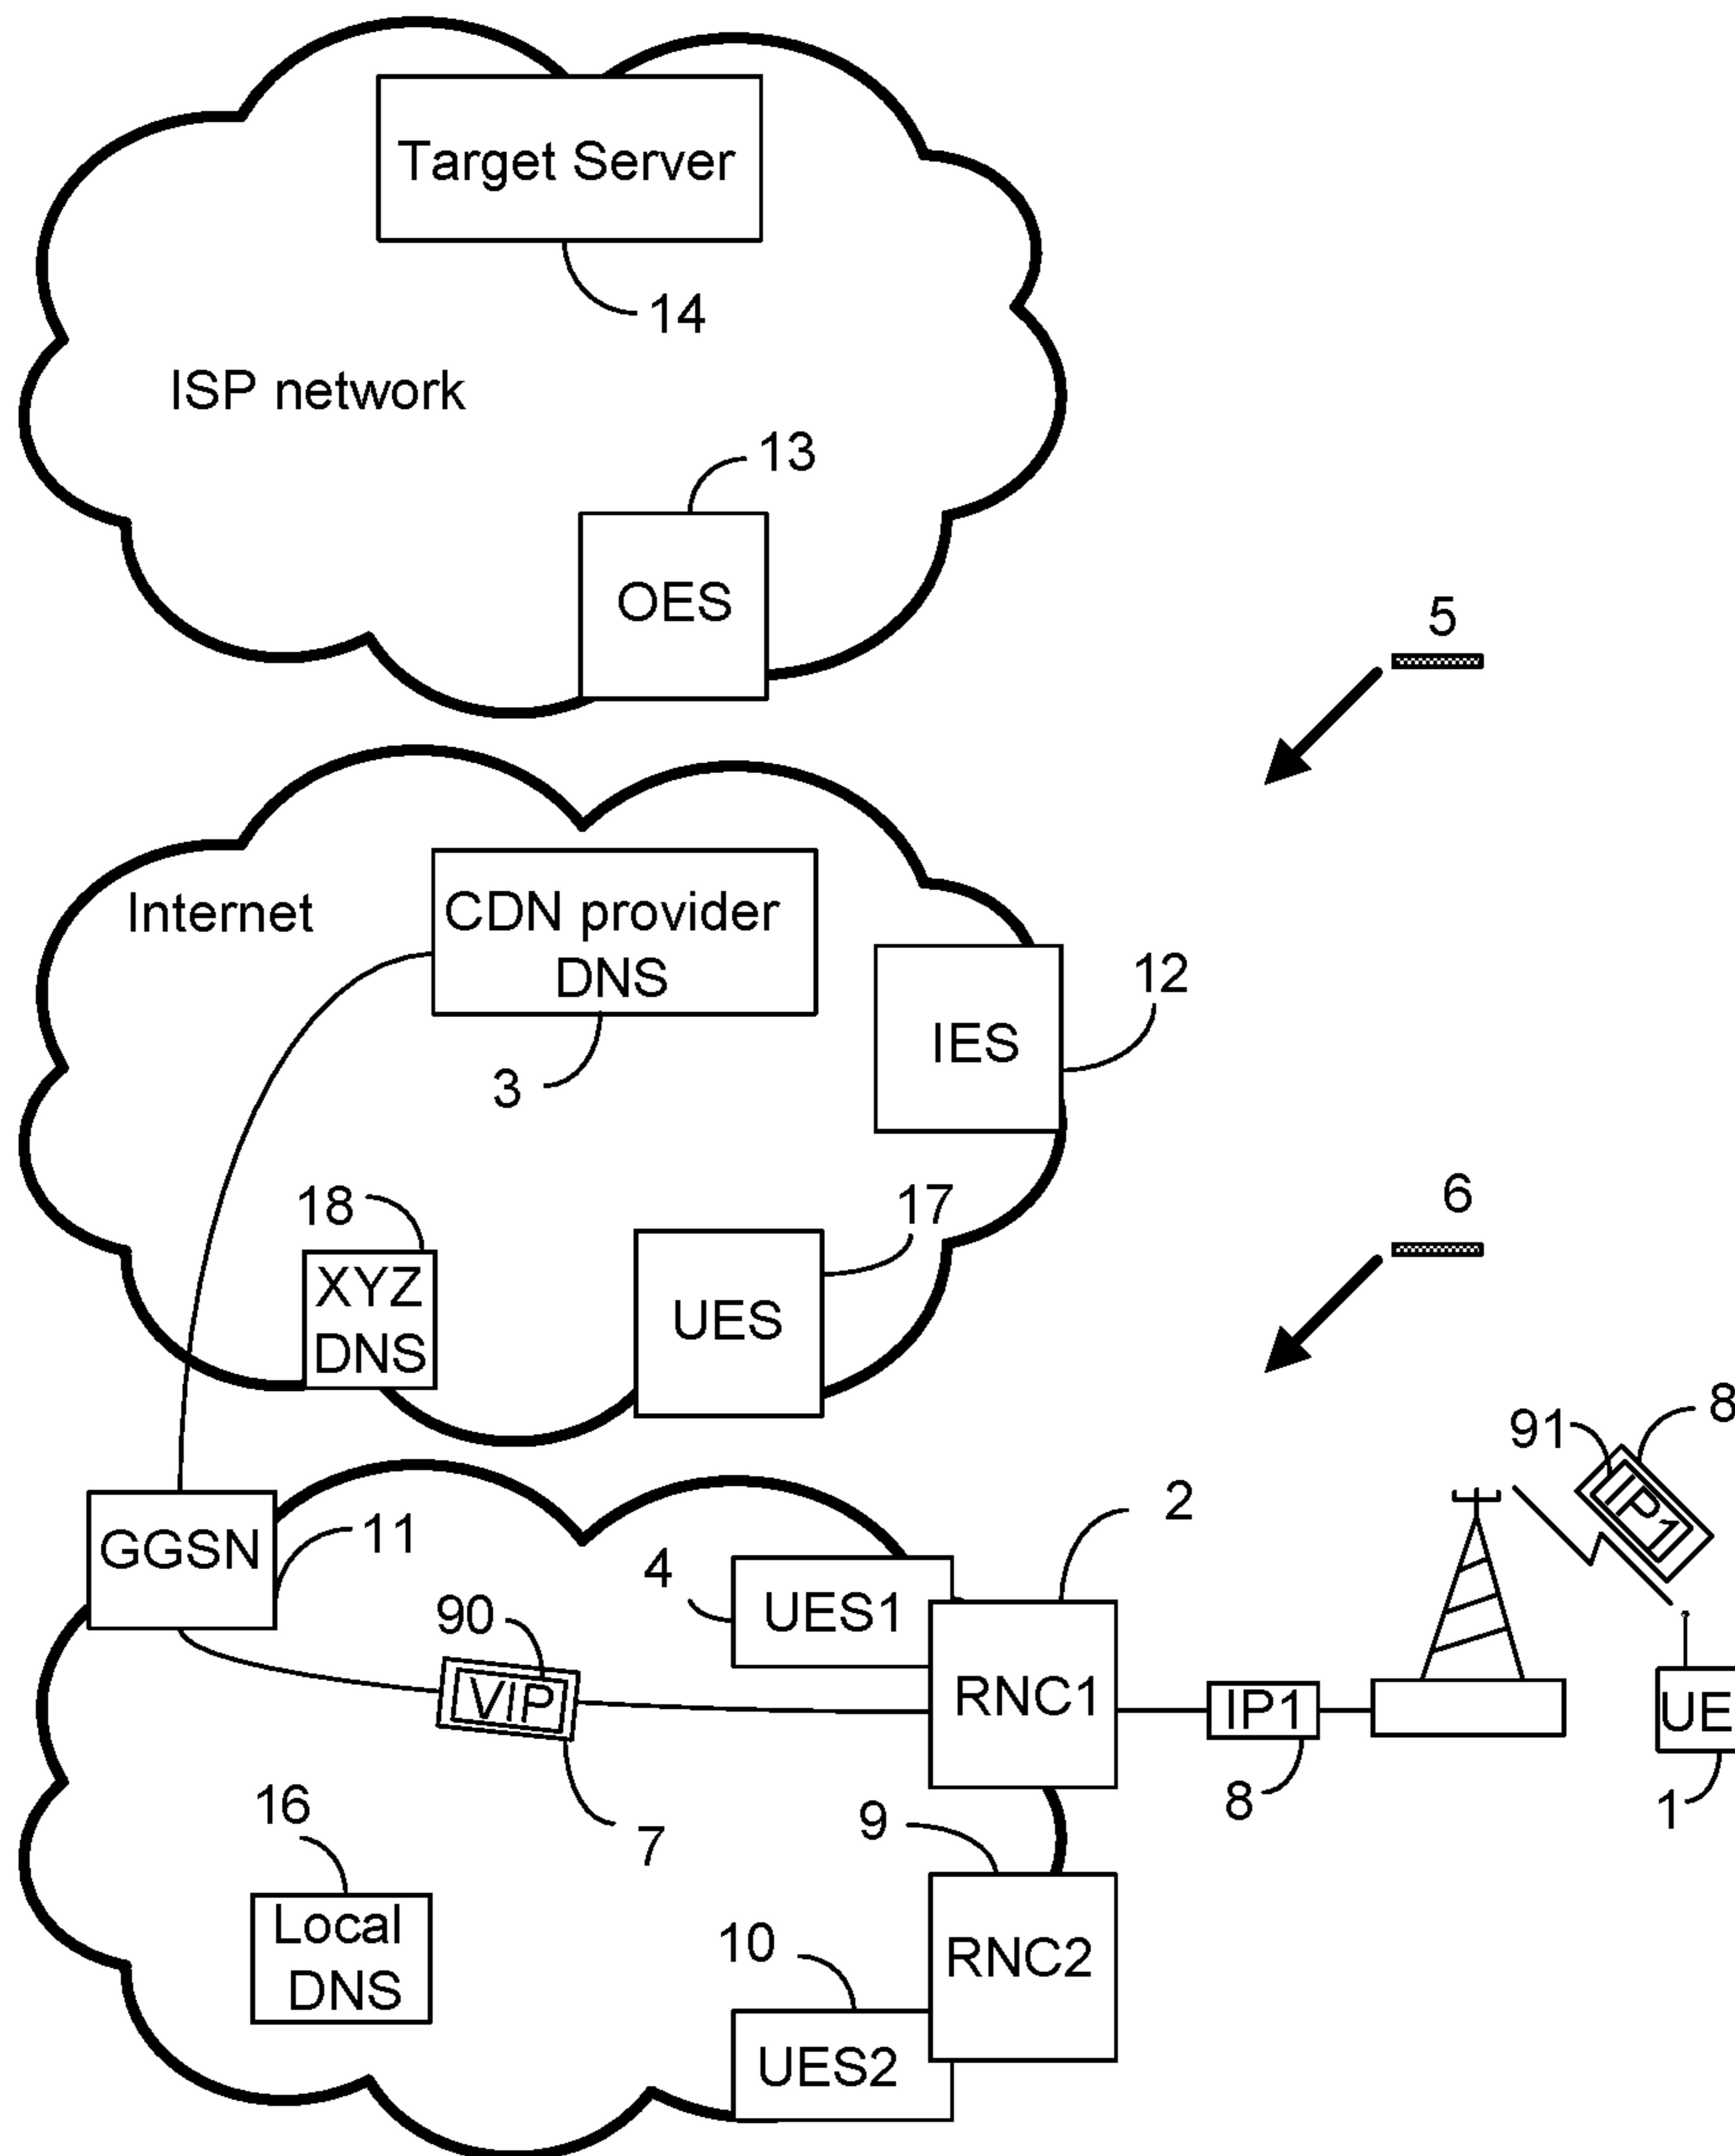 Target Server
14
ISP network
13
OES
5
Internet
CDN provider
DNS
12
IES
3
6
18
17
XYZ
DNS
UES
91
8
IP1
2
GGSN
11
4
UES1
90
VIP
RNC1
IP1
UE
7
8
1
16
9
Local
DNS
10
RNC2
UES2